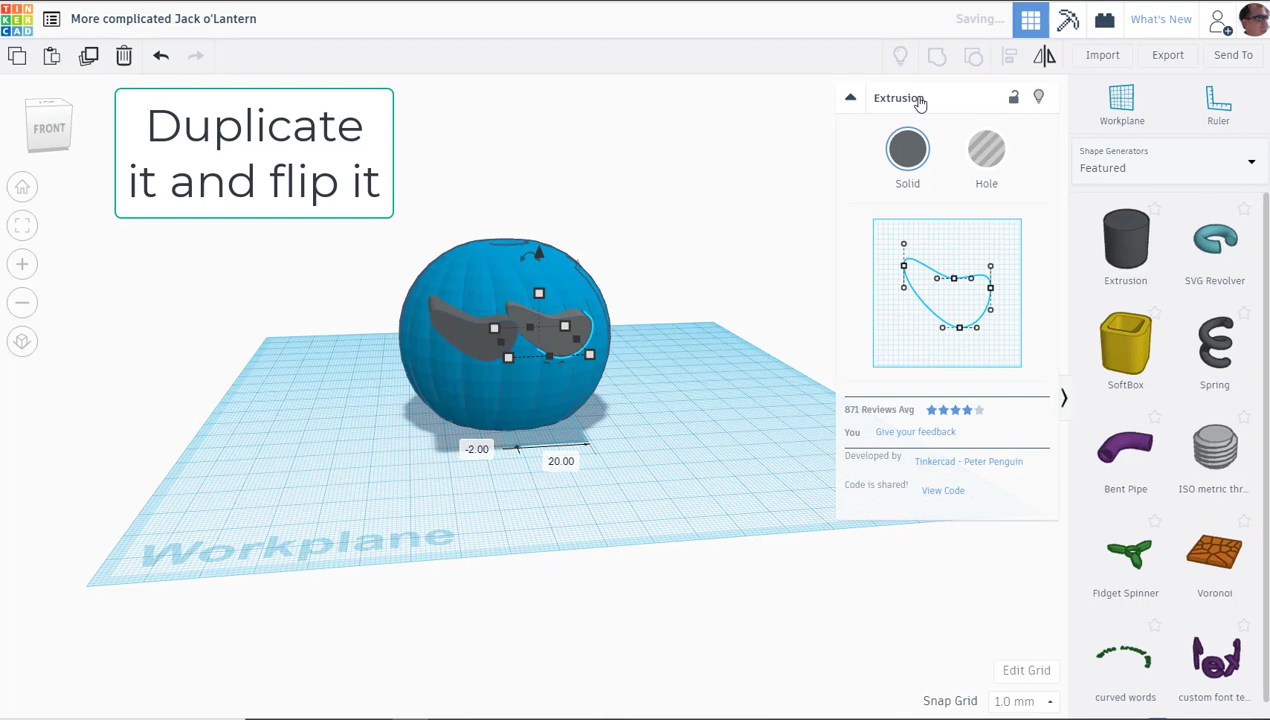 TIN
KER
CAD
More complicated Jack o'Lantern
Saving...
What's New
Import
Export
Send To
Duplicate
it and flip it
TOP
FRONT
Extrusion
Solid
Hole
871 Reviews Avg
You
Give your feedback
Developed by
Tinkercad - Peter Penguin
Code is shared!
View Code
Workplane
Ruler
Shape Generators
Featured
Extrusion
SVG Revolver
SoftBox
Spring
Bent Pipe
ISO metric thr...
Fidget Spinner
Voronoi
curved words
custom font te...
-2.00
20.00
Workplane
Edit Grid
Snap Grid
1.0 mm